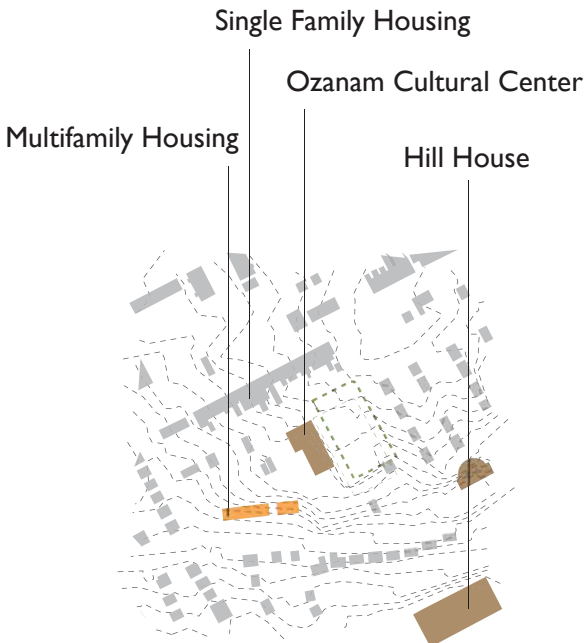 Single Family Housing
Ozanam Cultural Center
Multifamily Housing
Hill House